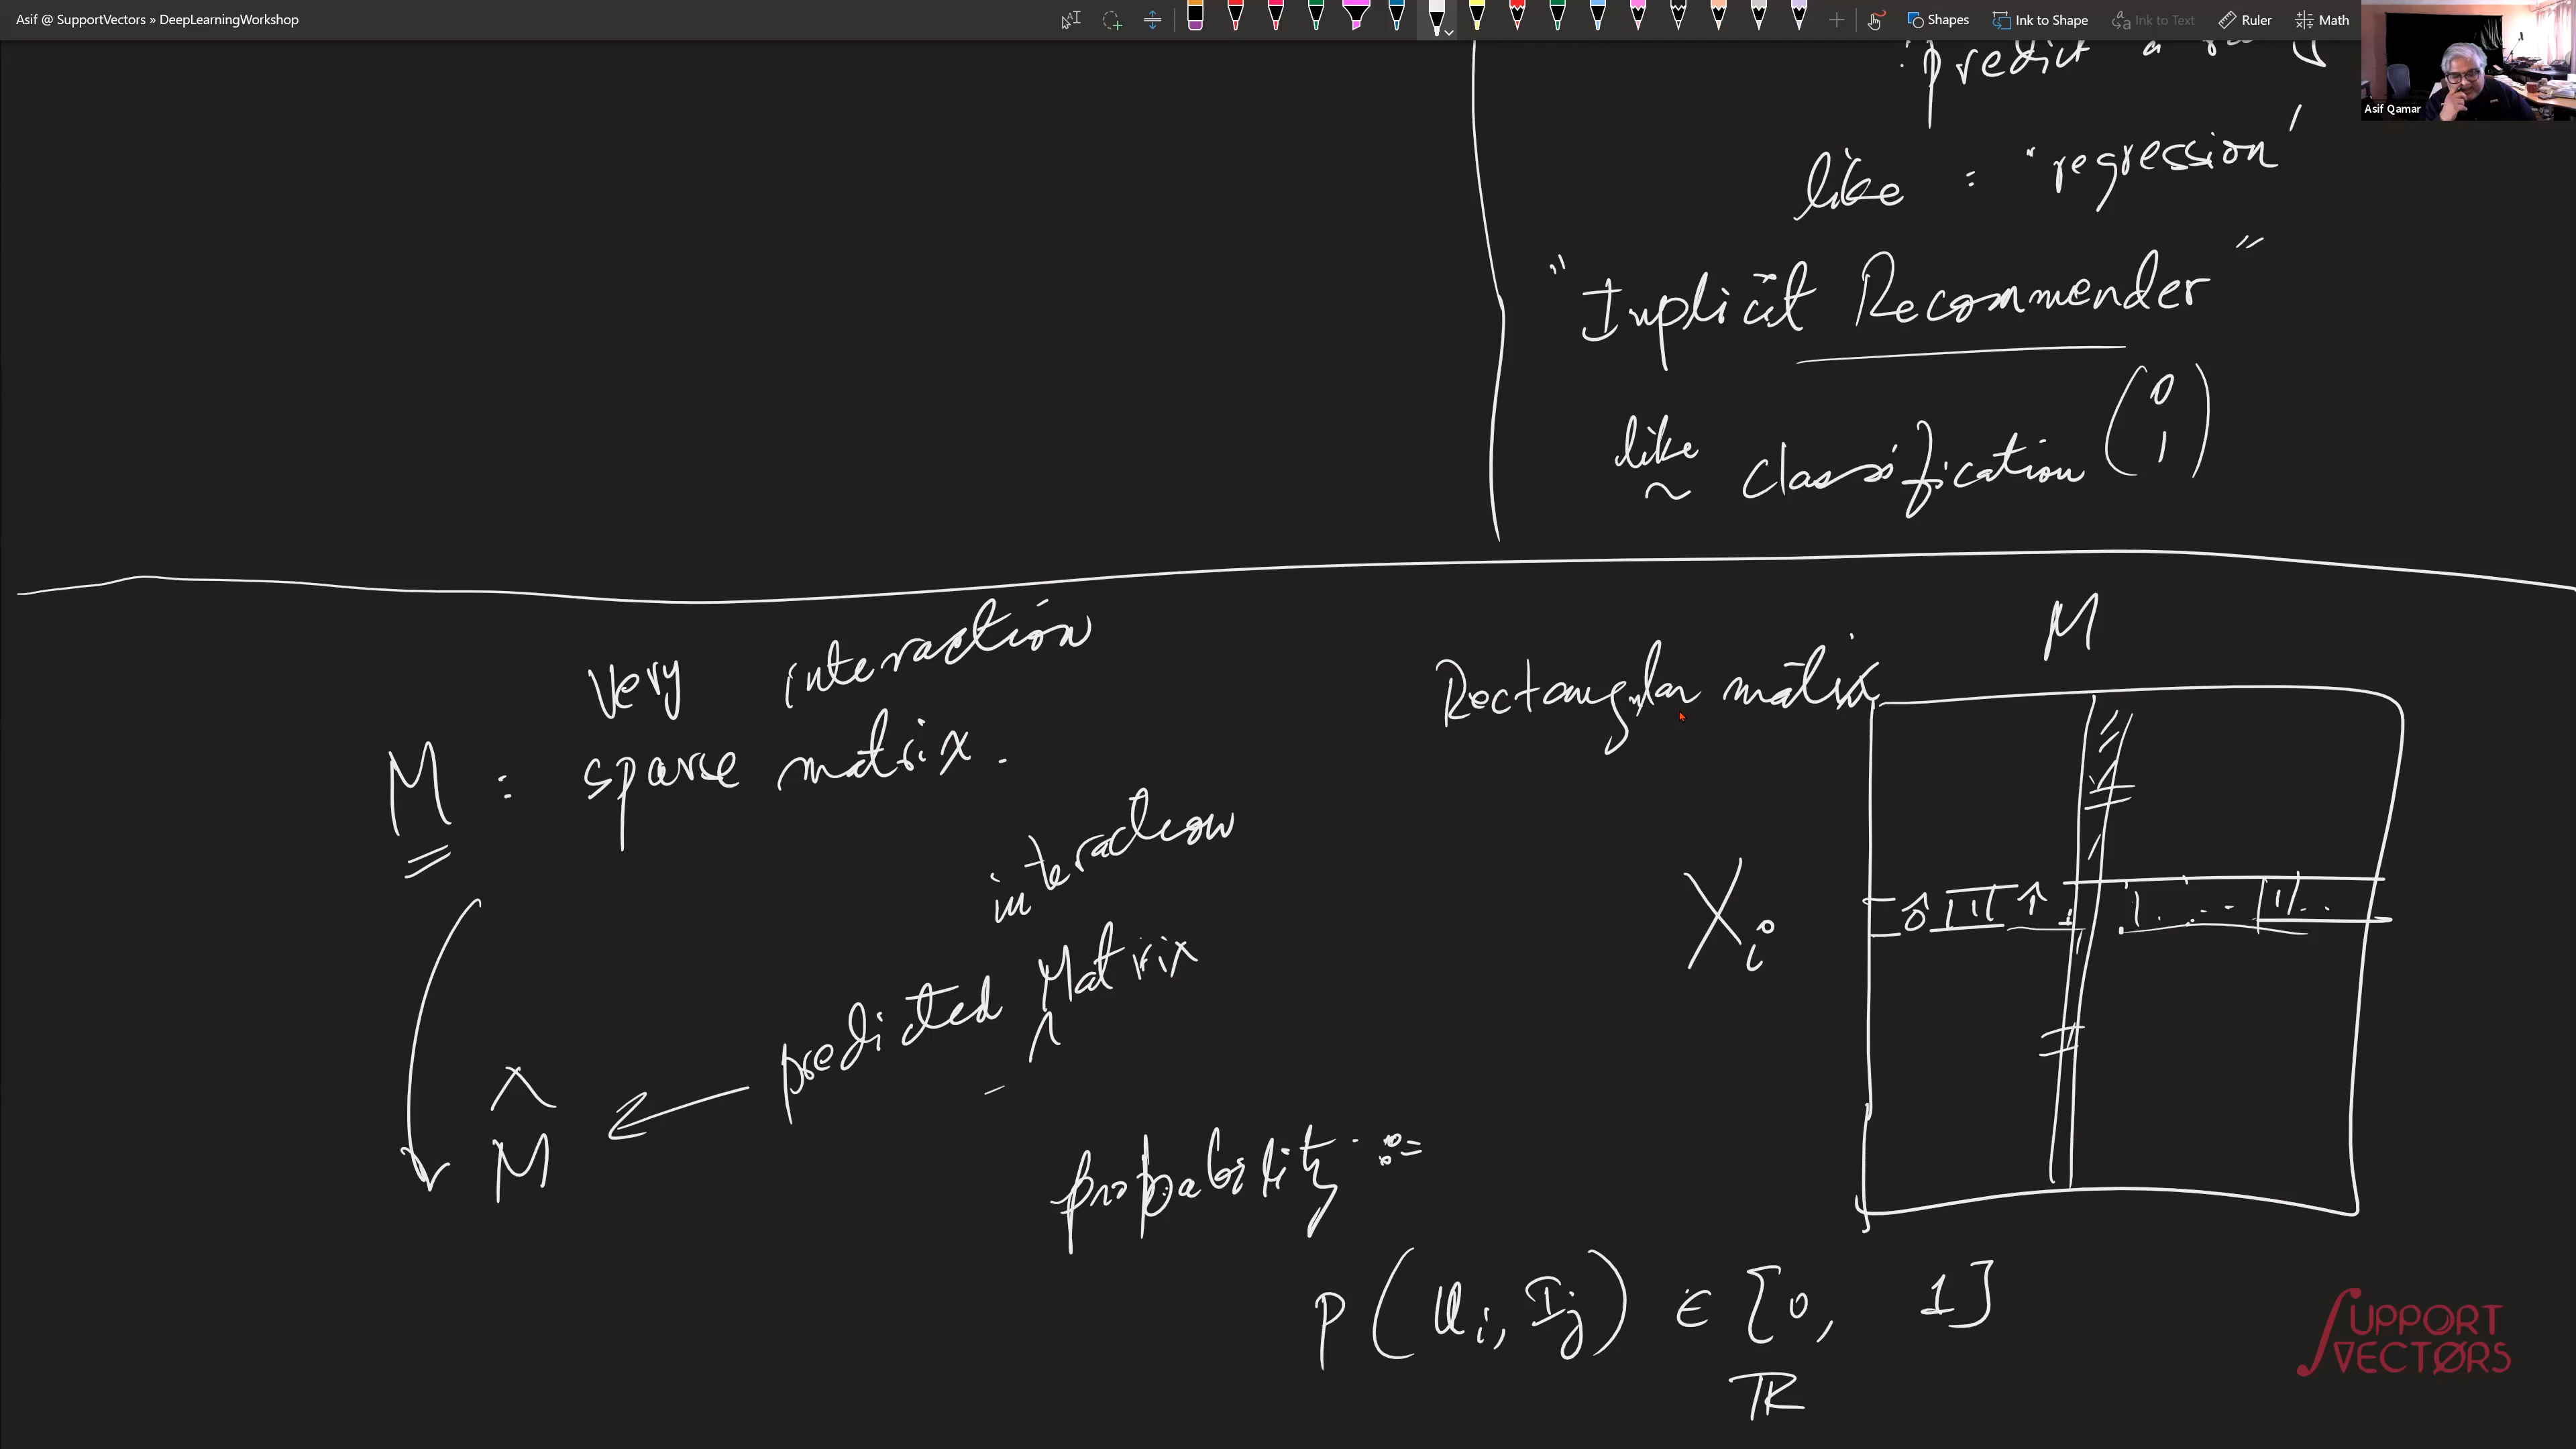 Asif @ SupportVectors » DeepLearningWorkshop
Shapes
Ink to Shape
Ink to Text
Ruler
Math
Asif Qamar
predict a
like : "regression"
"Implicit Recommender"
like classification (0 1)
Very interaction
M : sparse matrix.
interaction
predicted Matrix
M̂
probability :=
P(Ui, Ij) ∈ [0, 1]
ℝ
M
Rectangular matrix
Xi
SUPPORT
VECTORS